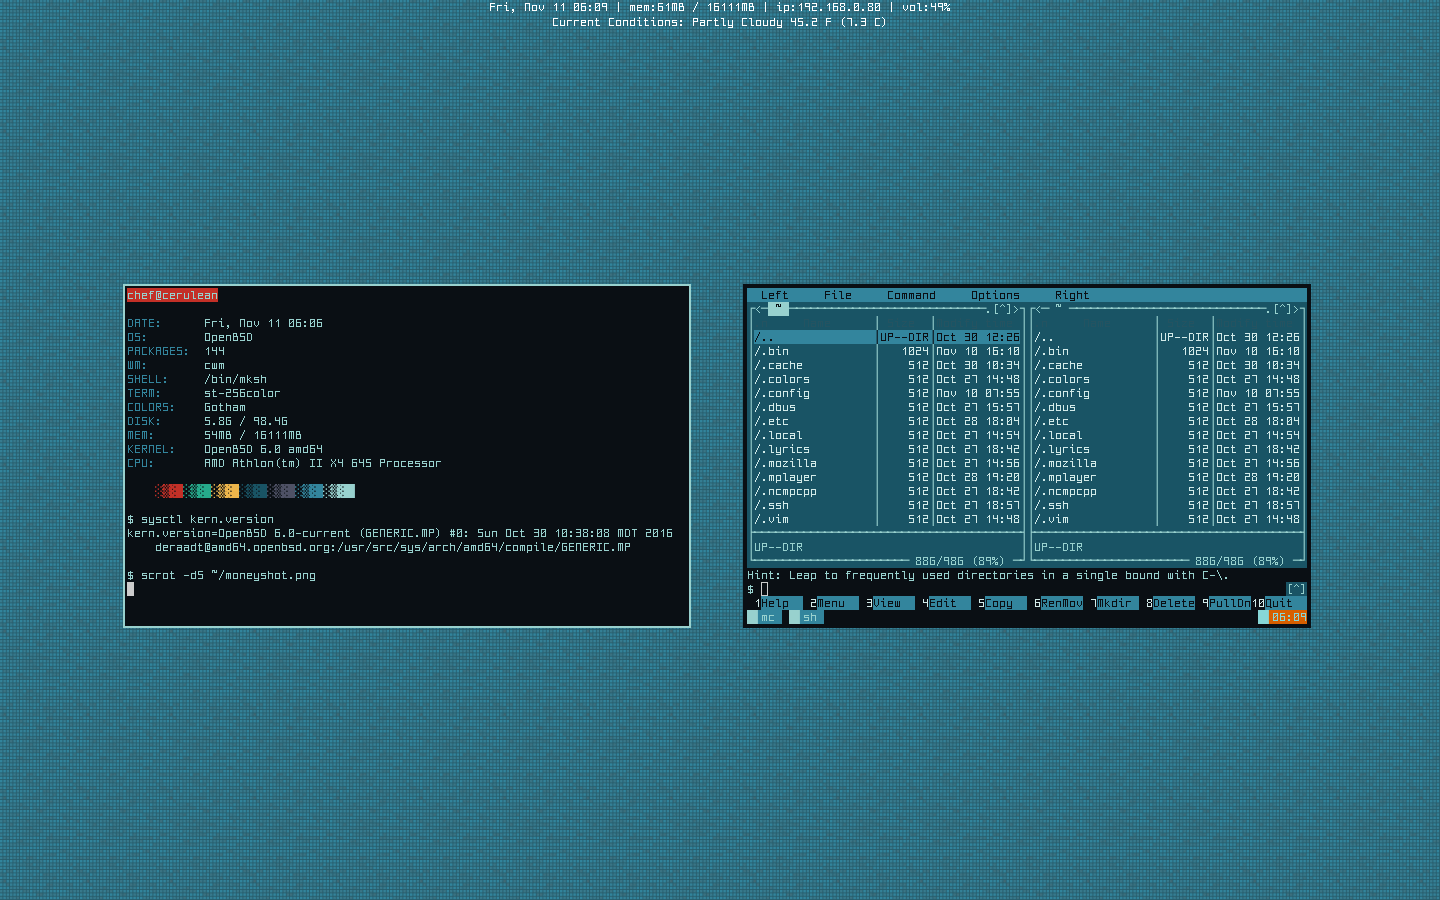 Fri, Nov 11 06:09 | mem:61MB / 16111MB | ip:192.168.0.80 | vol:49%
Current Conditions: Partly Cloudy 45.2 F (7.3 C)
chef@cerulean
DATE: Fri, Nov 11 06:06
OS: OpenBSD
PACKAGES: 144
WM: cwm
SHELL: /bin/mksh
TERM: st-256color
COLORS: Gotham
DISK: 5.8G / 98.4G
MEM: 54MB / 16111MB
KERNEL: OpenBSD 6.0 amd64
CPU: AMD Athlon(tm) II X4 645 Processor
$ sysctl kern.version
kern.version=OpenBSD 6.0-current (GENERIC.MP) #0: Sun Oct 30 10:38:08 MDT 2016
deraadt@amd64.openbsd.org:/usr/src/sys/arch/amd64/compile/GENERIC.MP
$ scrot -d5 ~/moneyshot.png
Left File Command Options Right
<─ ~ .[^]> <─ ~ .[^]>
/.. UP--DIR Oct 30 12:26 /.. UP--DIR Oct 30 12:26
/.bin 1024 Nov 10 16:10 /.bin 1024 Nov 10 16:10
/.cache 512 Oct 30 10:34 /.cache 512 Oct 30 10:34
/.colors 512 Oct 27 14:48 /.colors 512 Oct 27 14:48
/.config 512 Nov 10 07:55 /.config 512 Nov 10 07:55
/.dbus 512 Oct 27 15:57 /.dbus 512 Oct 27 15:57
/.etc 512 Oct 28 18:04 /.etc 512 Oct 28 18:04
/.local 512 Oct 27 14:54 /.local 512 Oct 27 14:54
/.lyrics 512 Oct 27 18:42 /.lyrics 512 Oct 27 18:42
/.mozilla 512 Oct 27 14:56 /.mozilla 512 Oct 27 14:56
/.mplayer 512 Oct 28 19:20 /.mplayer 512 Oct 28 19:20
/.ncmpcpp 512 Oct 27 18:42 /.ncmpcpp 512 Oct 27 18:42
/.ssh 512 Oct 27 18:57 /.ssh 512 Oct 27 18:57
/.vim 512 Oct 27 14:48 /.vim 512 Oct 27 14:48
UP--DIR UP--DIR
88G/98G (89%) 88G/98G (89%)
Hint: Leap to frequently used directories in a single bound with C-\.
$ [^]
1Help 2Menu 3View 4Edit 5Copy 6RenMov 7Mkdir 8Delete 9PullDn 10Quit
mc sh 06:09